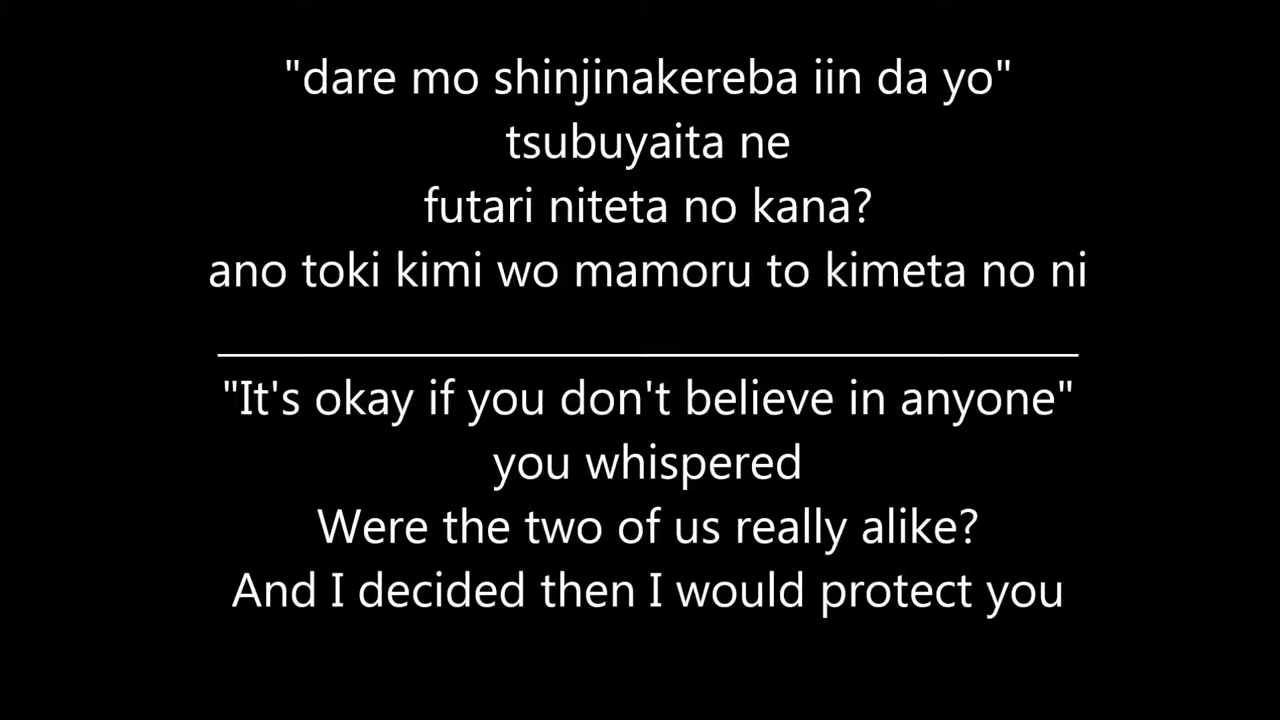 "dare mo shinjinakereba iin da yo"
tsubuyaita ne
futari niteta no kana?
ano toki kimi wo mamoru to kimeta no ni
"It's okay if you don't believe in anyone"
you whispered
Were the two of us really alike?
And I decided then I would protect you